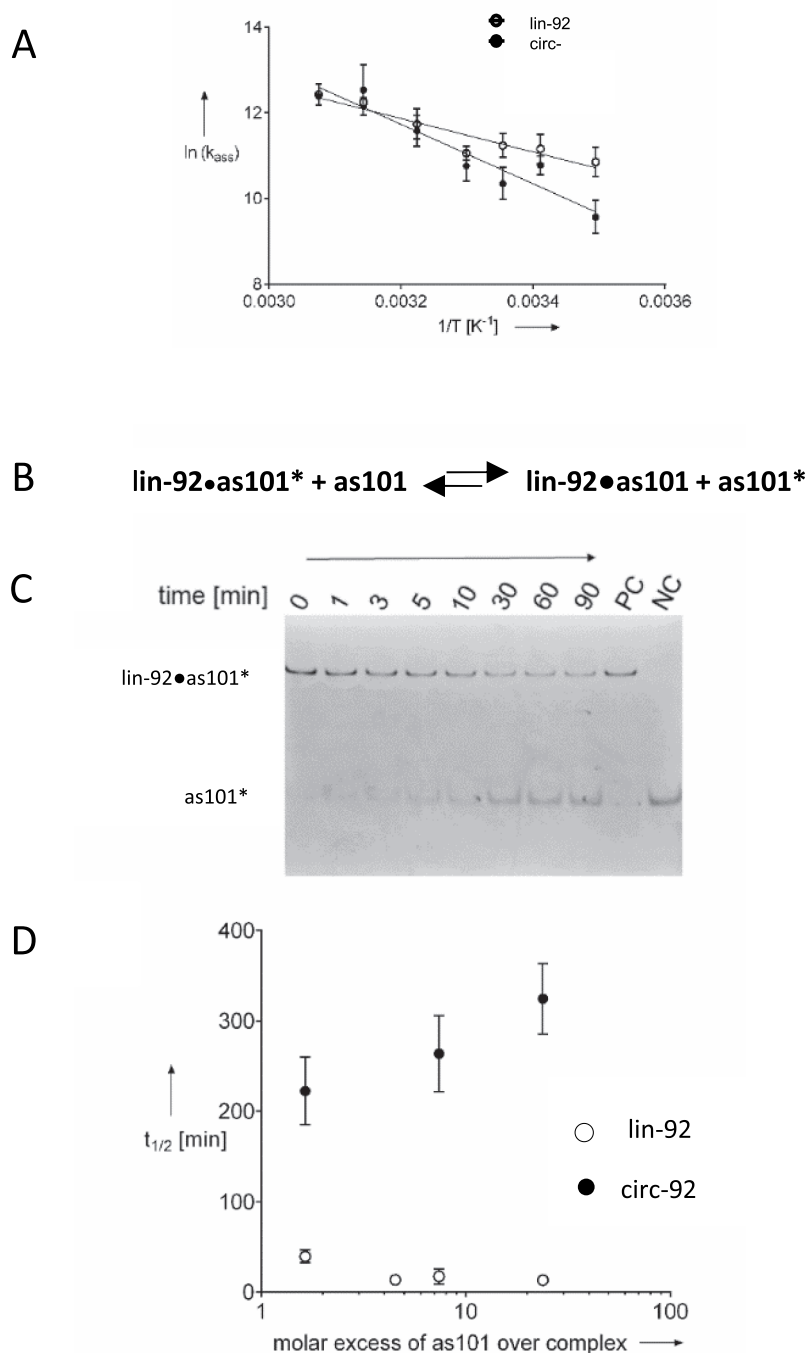 A
lin-92
circ-
14
12
10
8
ln (kass)
0.0030 0.0032 0.0034 0.0036
1/T [K-1]
B
lin-92•as101* + as101 lin-92●as101 + as101*
C
time [min] 0 1 3 5 10 30 60 90 PC NC
lin-92●as101*
as101*
D
400
300
200
100
0
t1/2 [min]
lin-92
circ-92
1 10 100
molar excess of as101 over complex